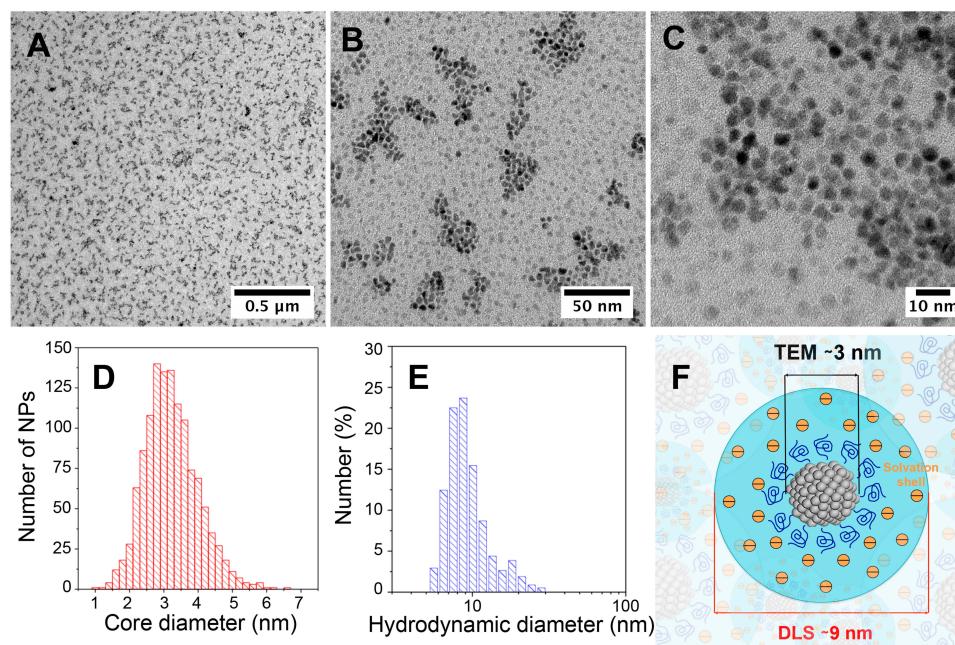 A
0.5 µm
B
50 nm
C
10 nm
D
Number of NPs
150
125
100
75
50
25
0
1 2 3 4 5 6 7
Core diameter (nm)
E
Number (%)
30
25
20
15
10
5
0
10 100
Hydrodynamic diameter (nm)
F
TEM ~3 nm
Solvation
shell
DLS ~9 nm